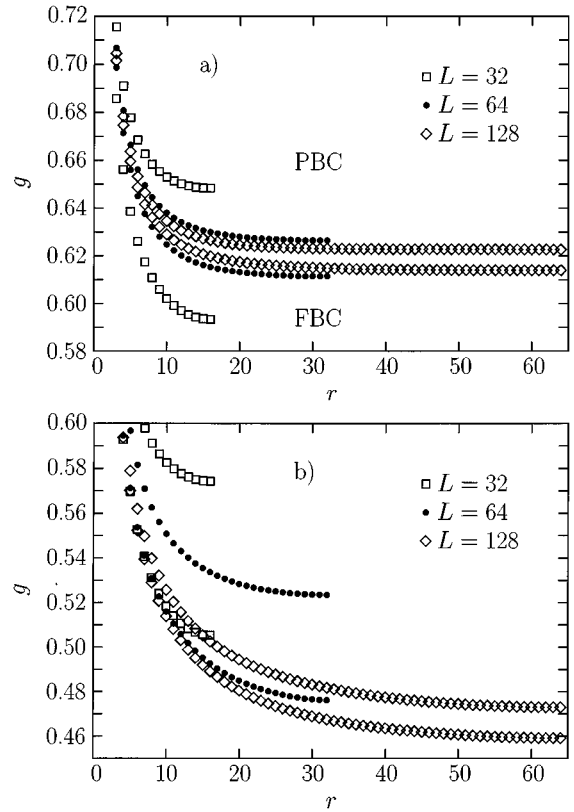 0.72
0.70
0.68
0.66
0.64
0.62
0.60
0.58
g
a)
□ L = 32
• L = 64
◇ L = 128
PBC
FBC
0 10 20 30 40 50 60
r
0.60
0.58
0.56
0.54
0.52
0.50
0.48
0.46
g
b)
□ L = 32
• L = 64
◇ L = 128
0 10 20 30 40 50 60
r